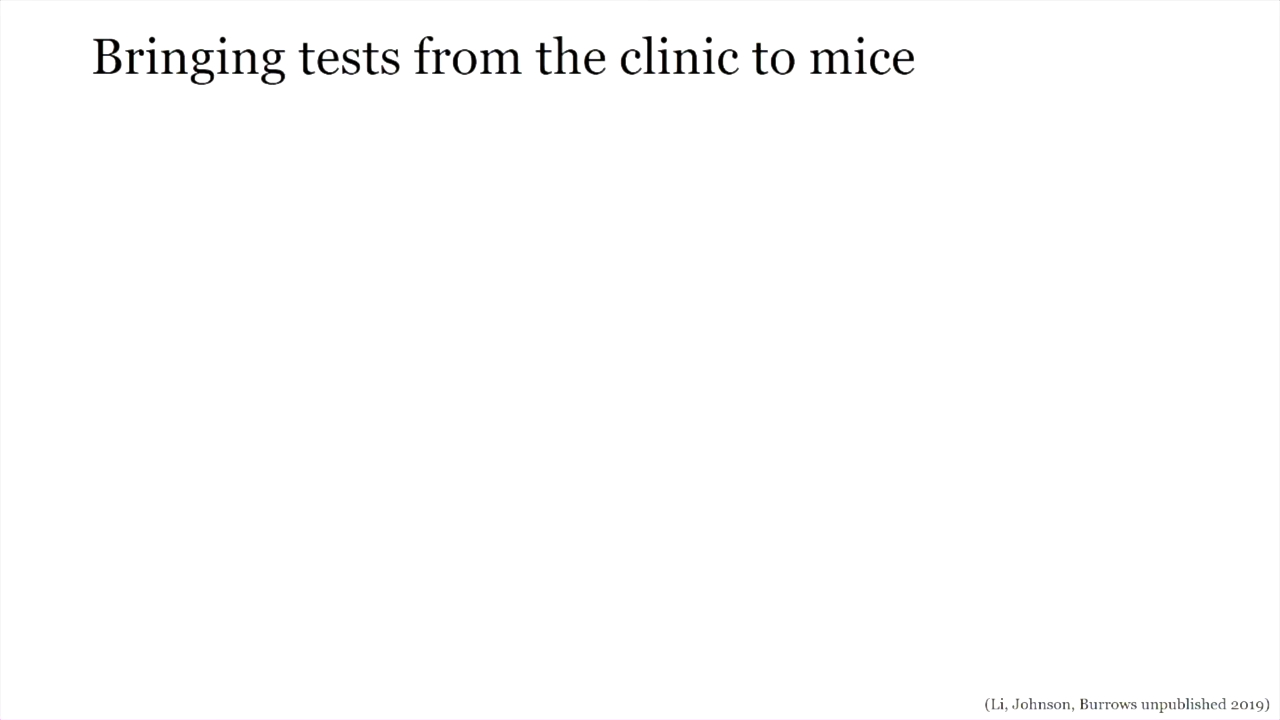 Bringing tests from the clinic to mice
(Li, Johnson, Burrows unpublished 2019)